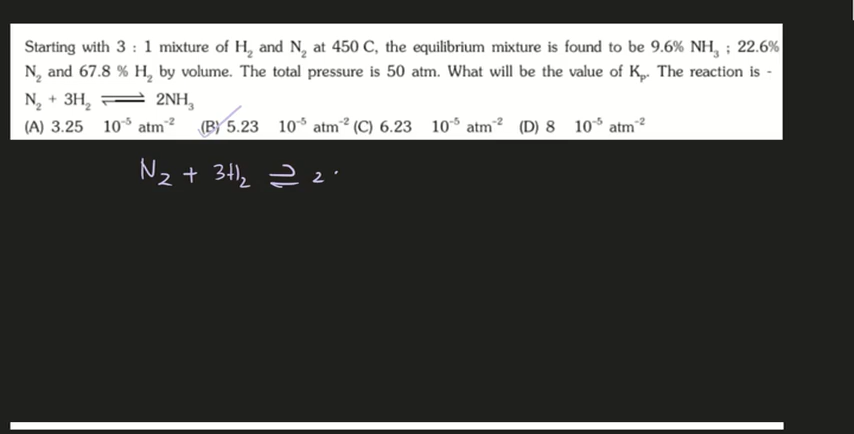 Starting with 3 : 1 mixture of H₂ and N₂ at 450 C, the equilibrium mixture is found to be 9.6% NH₃ ; 22.6%
N₂ and 67.8 % H₂ by volume. The total pressure is 50 atm. What will be the value of Kₚ. The reaction is -
N₂ + 3H₂ ⇌ 2NH₃
(A) 3.25 10⁻⁵ atm⁻² (B) 5.23 10⁻⁵ atm⁻² (C) 6.23 10⁻⁵ atm⁻² (D) 8 10⁻⁵ atm⁻²
N₂ + 3H₂ ⇌ 2